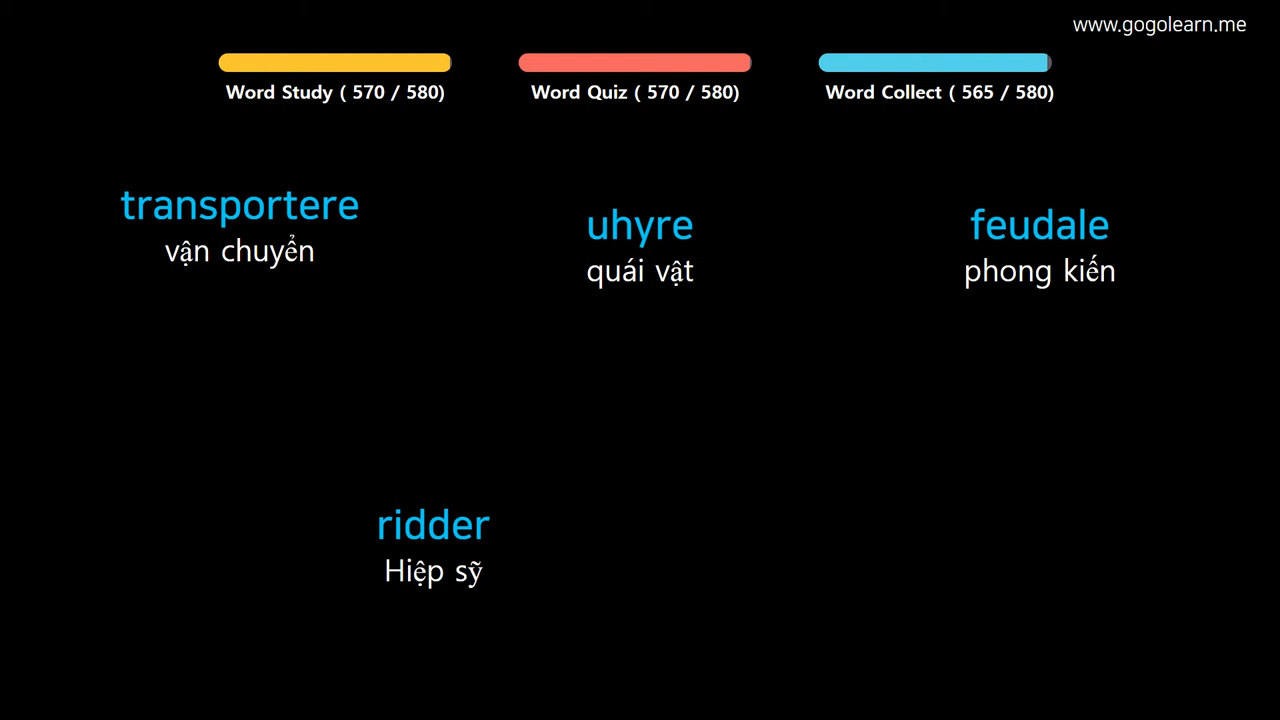 www.gogolearn.me
Word Study ( 570 / 580)
Word Quiz ( 570 / 580)
Word Collect ( 565 / 580)
transportere
vận chuyển
uhyre
quái vật
feudale
phong kiến
ridder
Hiệp sỹ